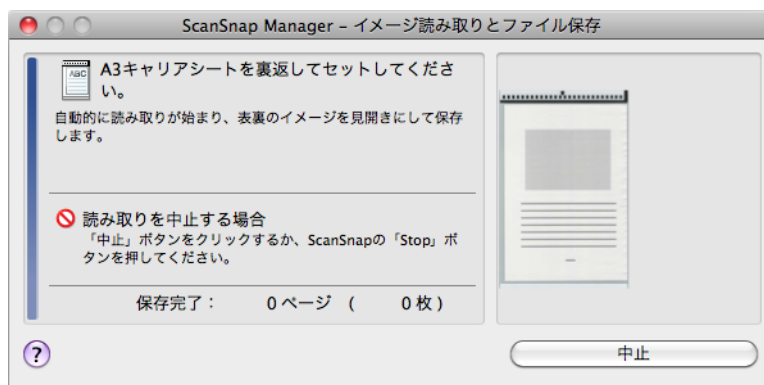 ScanSnap Manager – イメージ読み取りとファイル保存
ABC
A3キャリアシートを裏返してセットしてくださ
い。
自動的に読み取りが始まり、表裏のイメージを見開きにして保存
します。
読み取りを中止する場合
「中止」ボタンをクリックするか、ScanSnapの「Stop」ボ
タンを押してください。
保存完了： 0 ページ ( 0 枚 )
? 中止